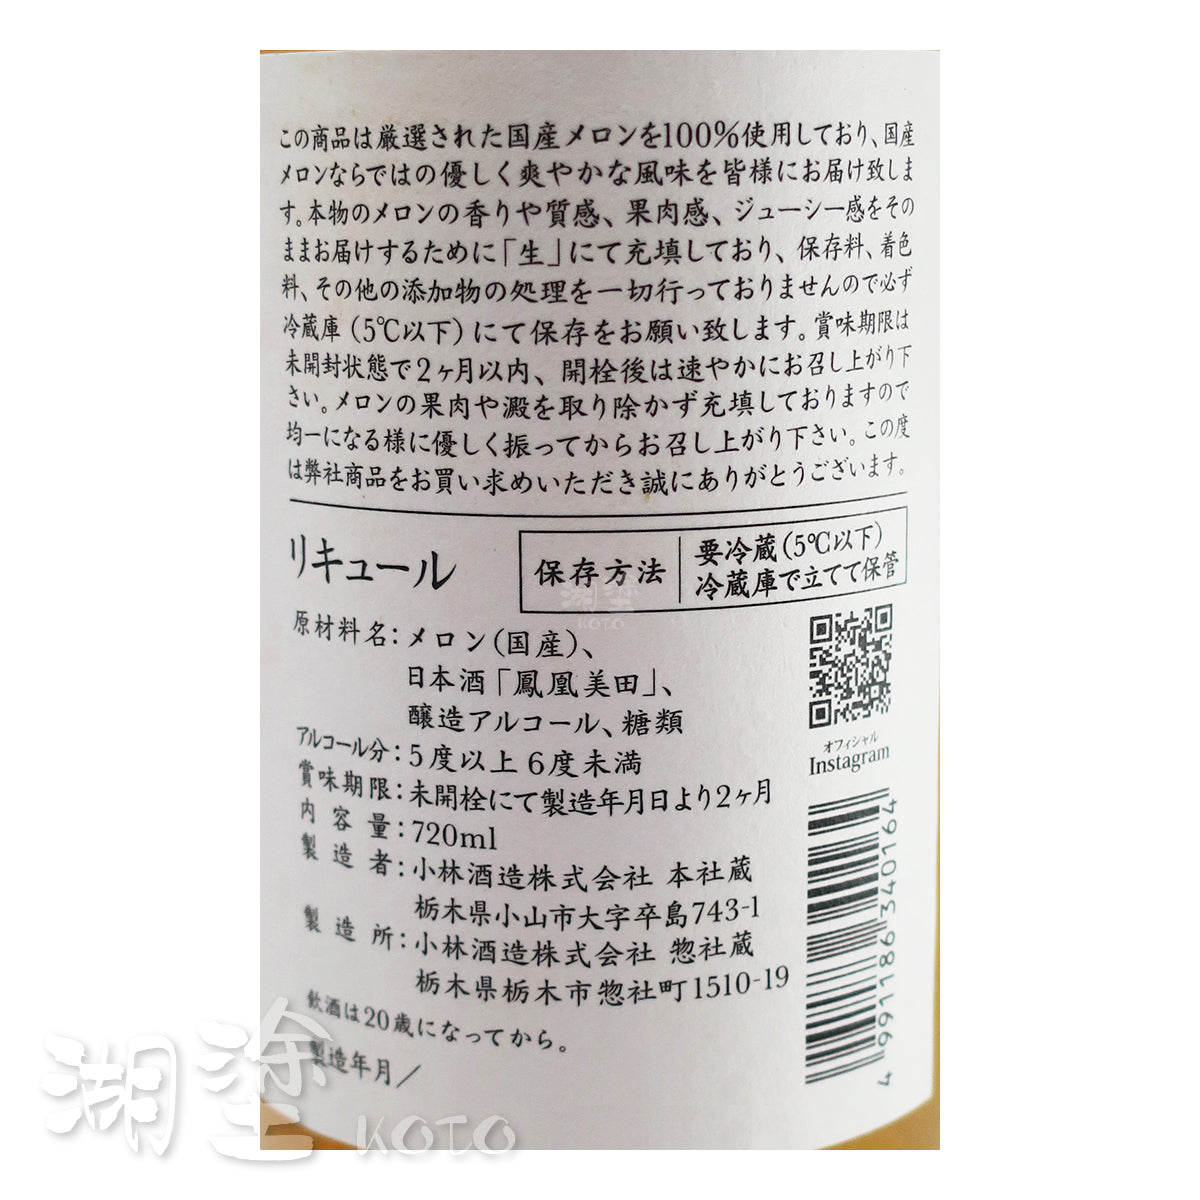 この商品は厳選された国産メロンを100%使用しており、国産
メロンならではの優しく爽やかな風味を皆様にお届け致しま
す。本物のメロンの香りや質感、果肉感、ジューシー感をその
ままお届けするために「生」にて充填しており、保存料、着色
料、その他の添加物の処理を一切行っておりませんので必ず
冷蔵庫(5℃以下)にて保存をお願い致します。賞味期限は
未開封状態で2ヶ月以内、開栓後は速やかにお召し上がり下
さい。メロンの果肉や澱を取り除かず充填しておりますので
均一になる様に優しく振ってからお召し上がり下さい。この度
は弊社商品をお買い求めいただき誠にありがとうございます。
リキュール
保存方法
要冷蔵(5℃以下)
冷蔵庫で立てて保管
原材料名:メロン(国産)、
日本酒「鳳凰美田」、
醸造アルコール、糖類
アルコール分:5度以上6度未満
賞味期限:未開栓にて製造年月日より2ヶ月
内容量:720ml
製造者:小林酒造株式会社 本社蔵
栃木県小山市大字卒島743-1
製造所:小林酒造株式会社 惣社蔵
栃木県栃木市惣社町1510-19
飲酒は20歳になってから。
製造年月/
オフィシャル
Instagram
4991186340164
湖塗
KOTO
湖塗 KOTO